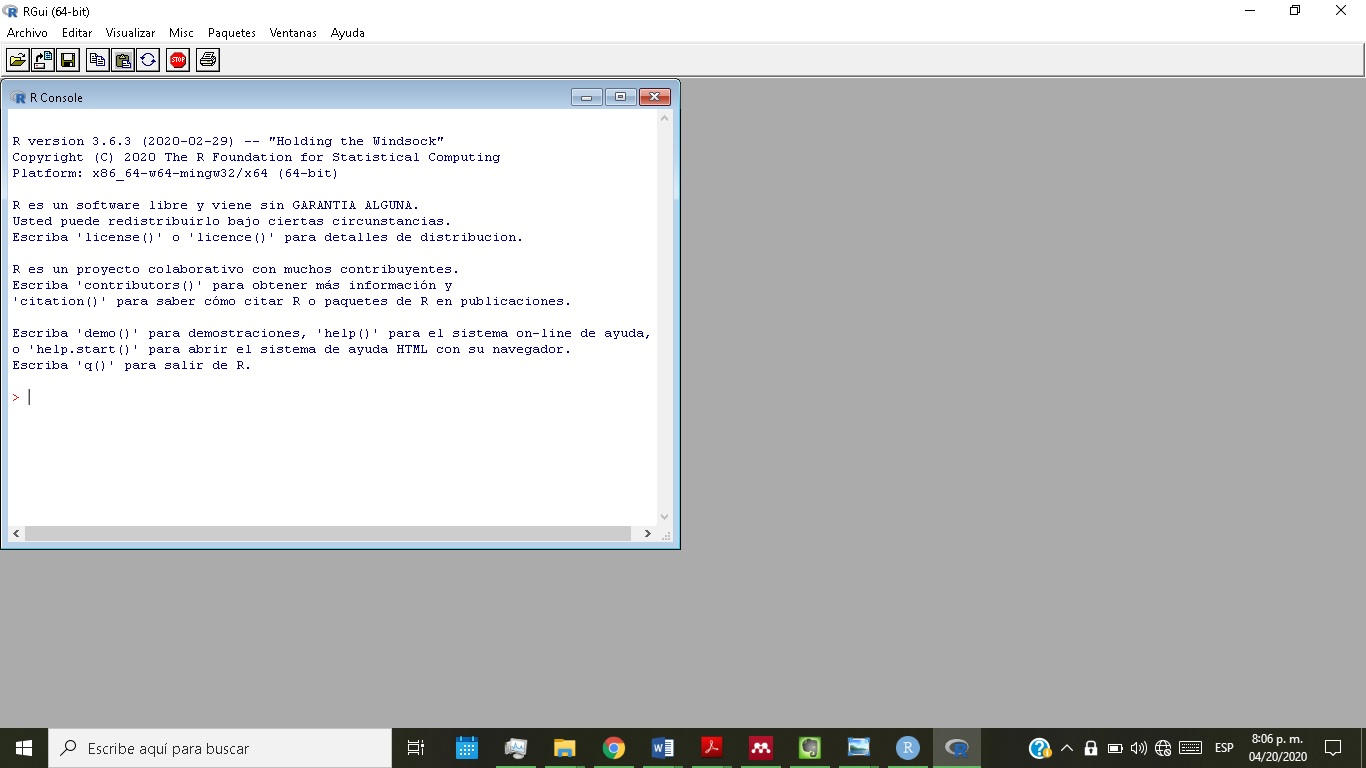 RGui (64-bit)
Archivo Editar Visualizar Misc Paquetes Ventanas Ayuda
STOP
R Console
R version 3.6.3 (2020-02-29) -- "Holding the Windsock"
Copyright (C) 2020 The R Foundation for Statistical Computing
Platform: x86_64-w64-mingw32/x64 (64-bit)
R es un software libre y viene sin GARANTIA ALGUNA.
Usted puede redistribuirlo bajo ciertas circunstancias.
Escriba 'license()' o 'licence()' para detalles de distribucion.
R es un proyecto colaborativo con muchos contribuyentes.
Escriba 'contributors()' para obtener más información y
'citation()' para saber cómo citar R o paquetes de R en publicaciones.
Escriba 'demo()' para demostraciones, 'help()' para el sistema on-line de ayuda,
o 'help.start()' para abrir el sistema de ayuda HTML con su navegador.
Escriba 'q()' para salir de R.
>
Escribe aquí para buscar
ESP
8:06 p. m.
04/20/2020